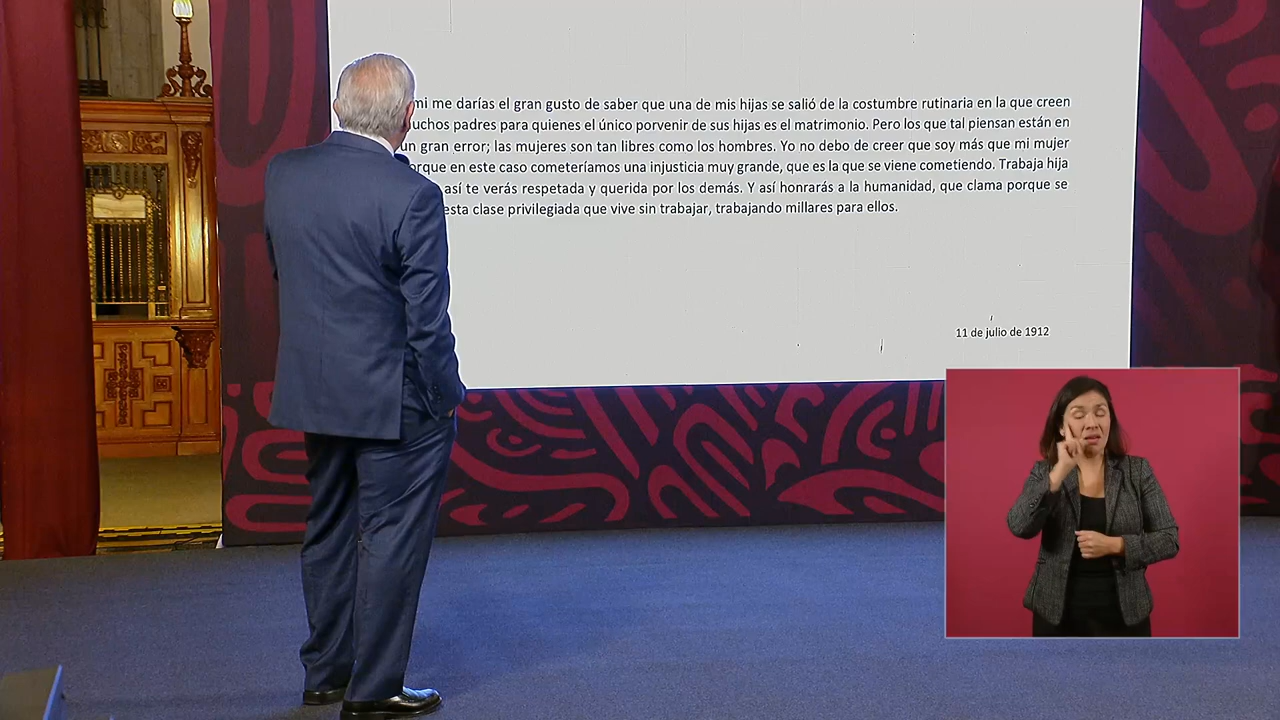 mi me darías el gran gusto de saber que una de mis hijas se salió de la costumbre rutinaria en la que creen
uchos padres para quienes el único porvenir de sus hijas es el matrimonio. Pero los que tal piensan están en
un gran error; las mujeres son tan libres como los hombres. Yo no debo de creer que soy más que mi mujer
orque en este caso cometeríamos una injusticia muy grande, que es la que se viene cometiendo. Trabaja hija
así te verás respetada y querida por los demás. Y así honrarás a la humanidad, que clama porque se
esta clase privilegiada que vive sin trabajar, trabajando millares para ellos.
11 de julio de 1912